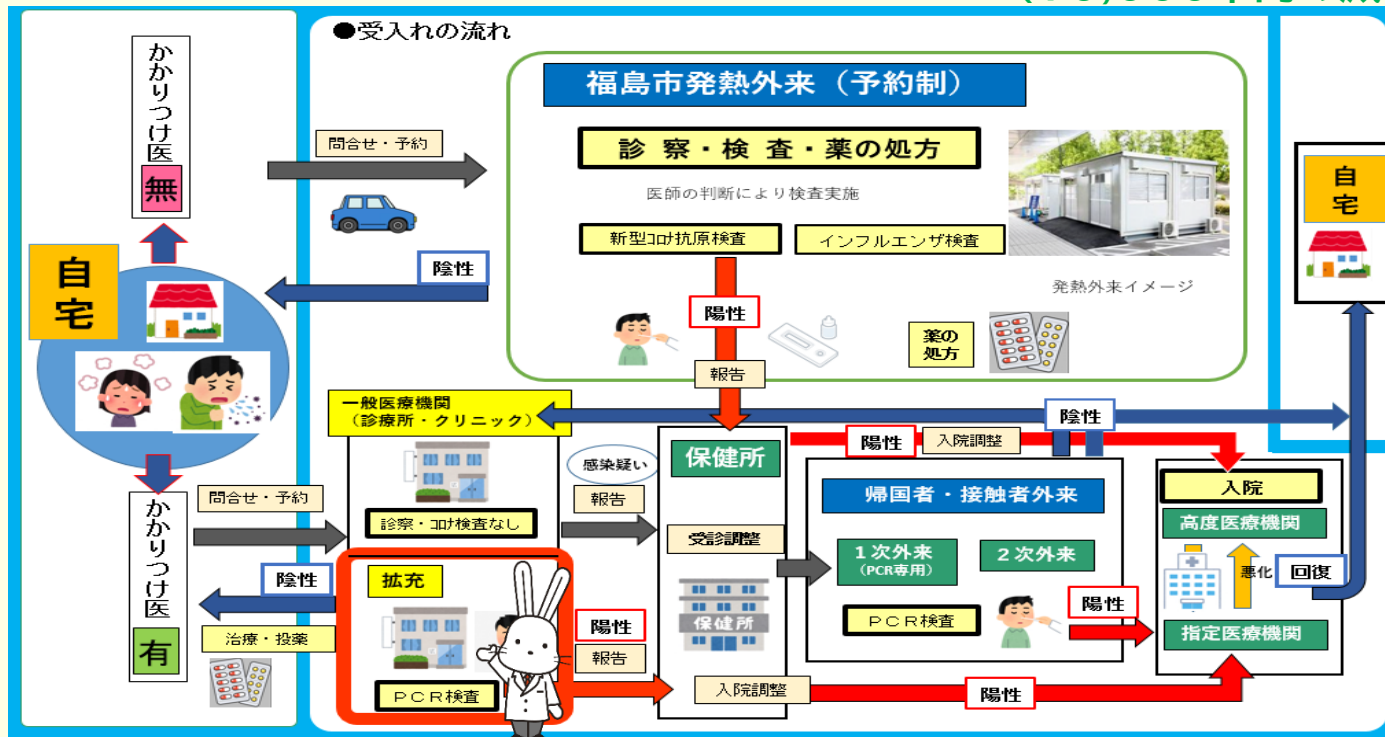 ●受入れの流れ
かかりつけ医
無
自宅
かかりつけ医
有
問合せ・予約
陰性
福島市発熱外来（予約制）
診察・検査・薬の処方
医師の判断により検査実施
新型コロナ抗原検査
インフルエンザ検査
発熱外来イメージ
陽性
薬の
処方
報告
一般医療機関
（診療所・クリニック）
診察・コロナ検査なし
問合せ・予約
陰性
治療・投薬
拡充
PCR検査
感染疑い
報告
陽性
報告
保健所
受診調整
保健所
入院調整
陽性
入院調整
陰性
帰国者・接触者外来
１次外来
（PCR専用）
２次外来
PCR検査
陽性
陽性
入院
高度医療機関
悪化
指定医療機関
回復
自宅